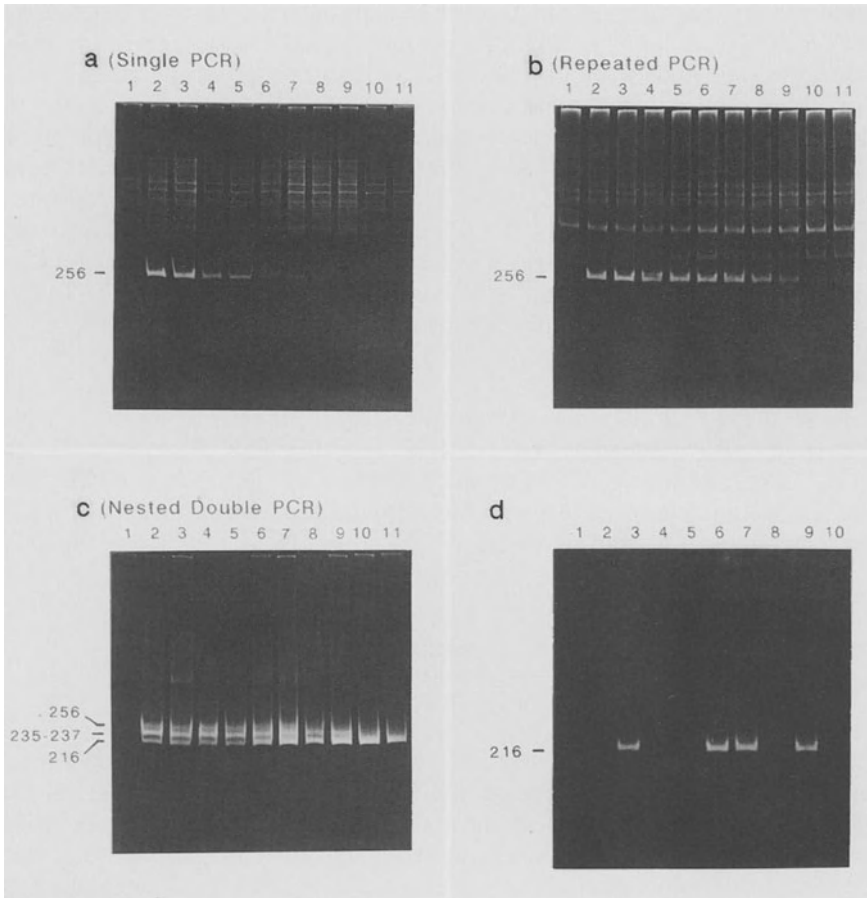 a (Single PCR)
1 2 3 4 5 6 7 8 9 10 11
256 –
b (Repeated PCR)
1 2 3 4 5 6 7 8 9 10 11
256 –
c (Nested Double PCR)
1 2 3 4 5 6 7 8 9 10 11
256
235-237
216
d
1 2 3 4 5 6 7 8 9 10
216 –